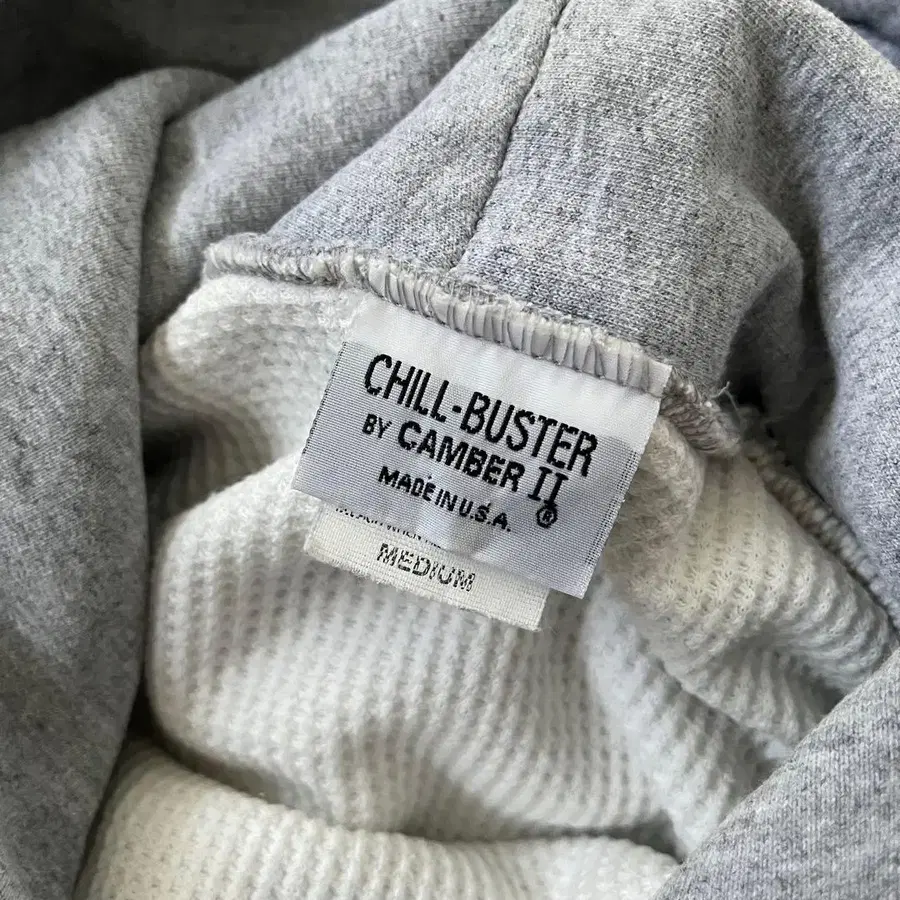 CHILL-BUSTER
BY CAMBER II
MADE IN U.S.A. ®
MEDIUM